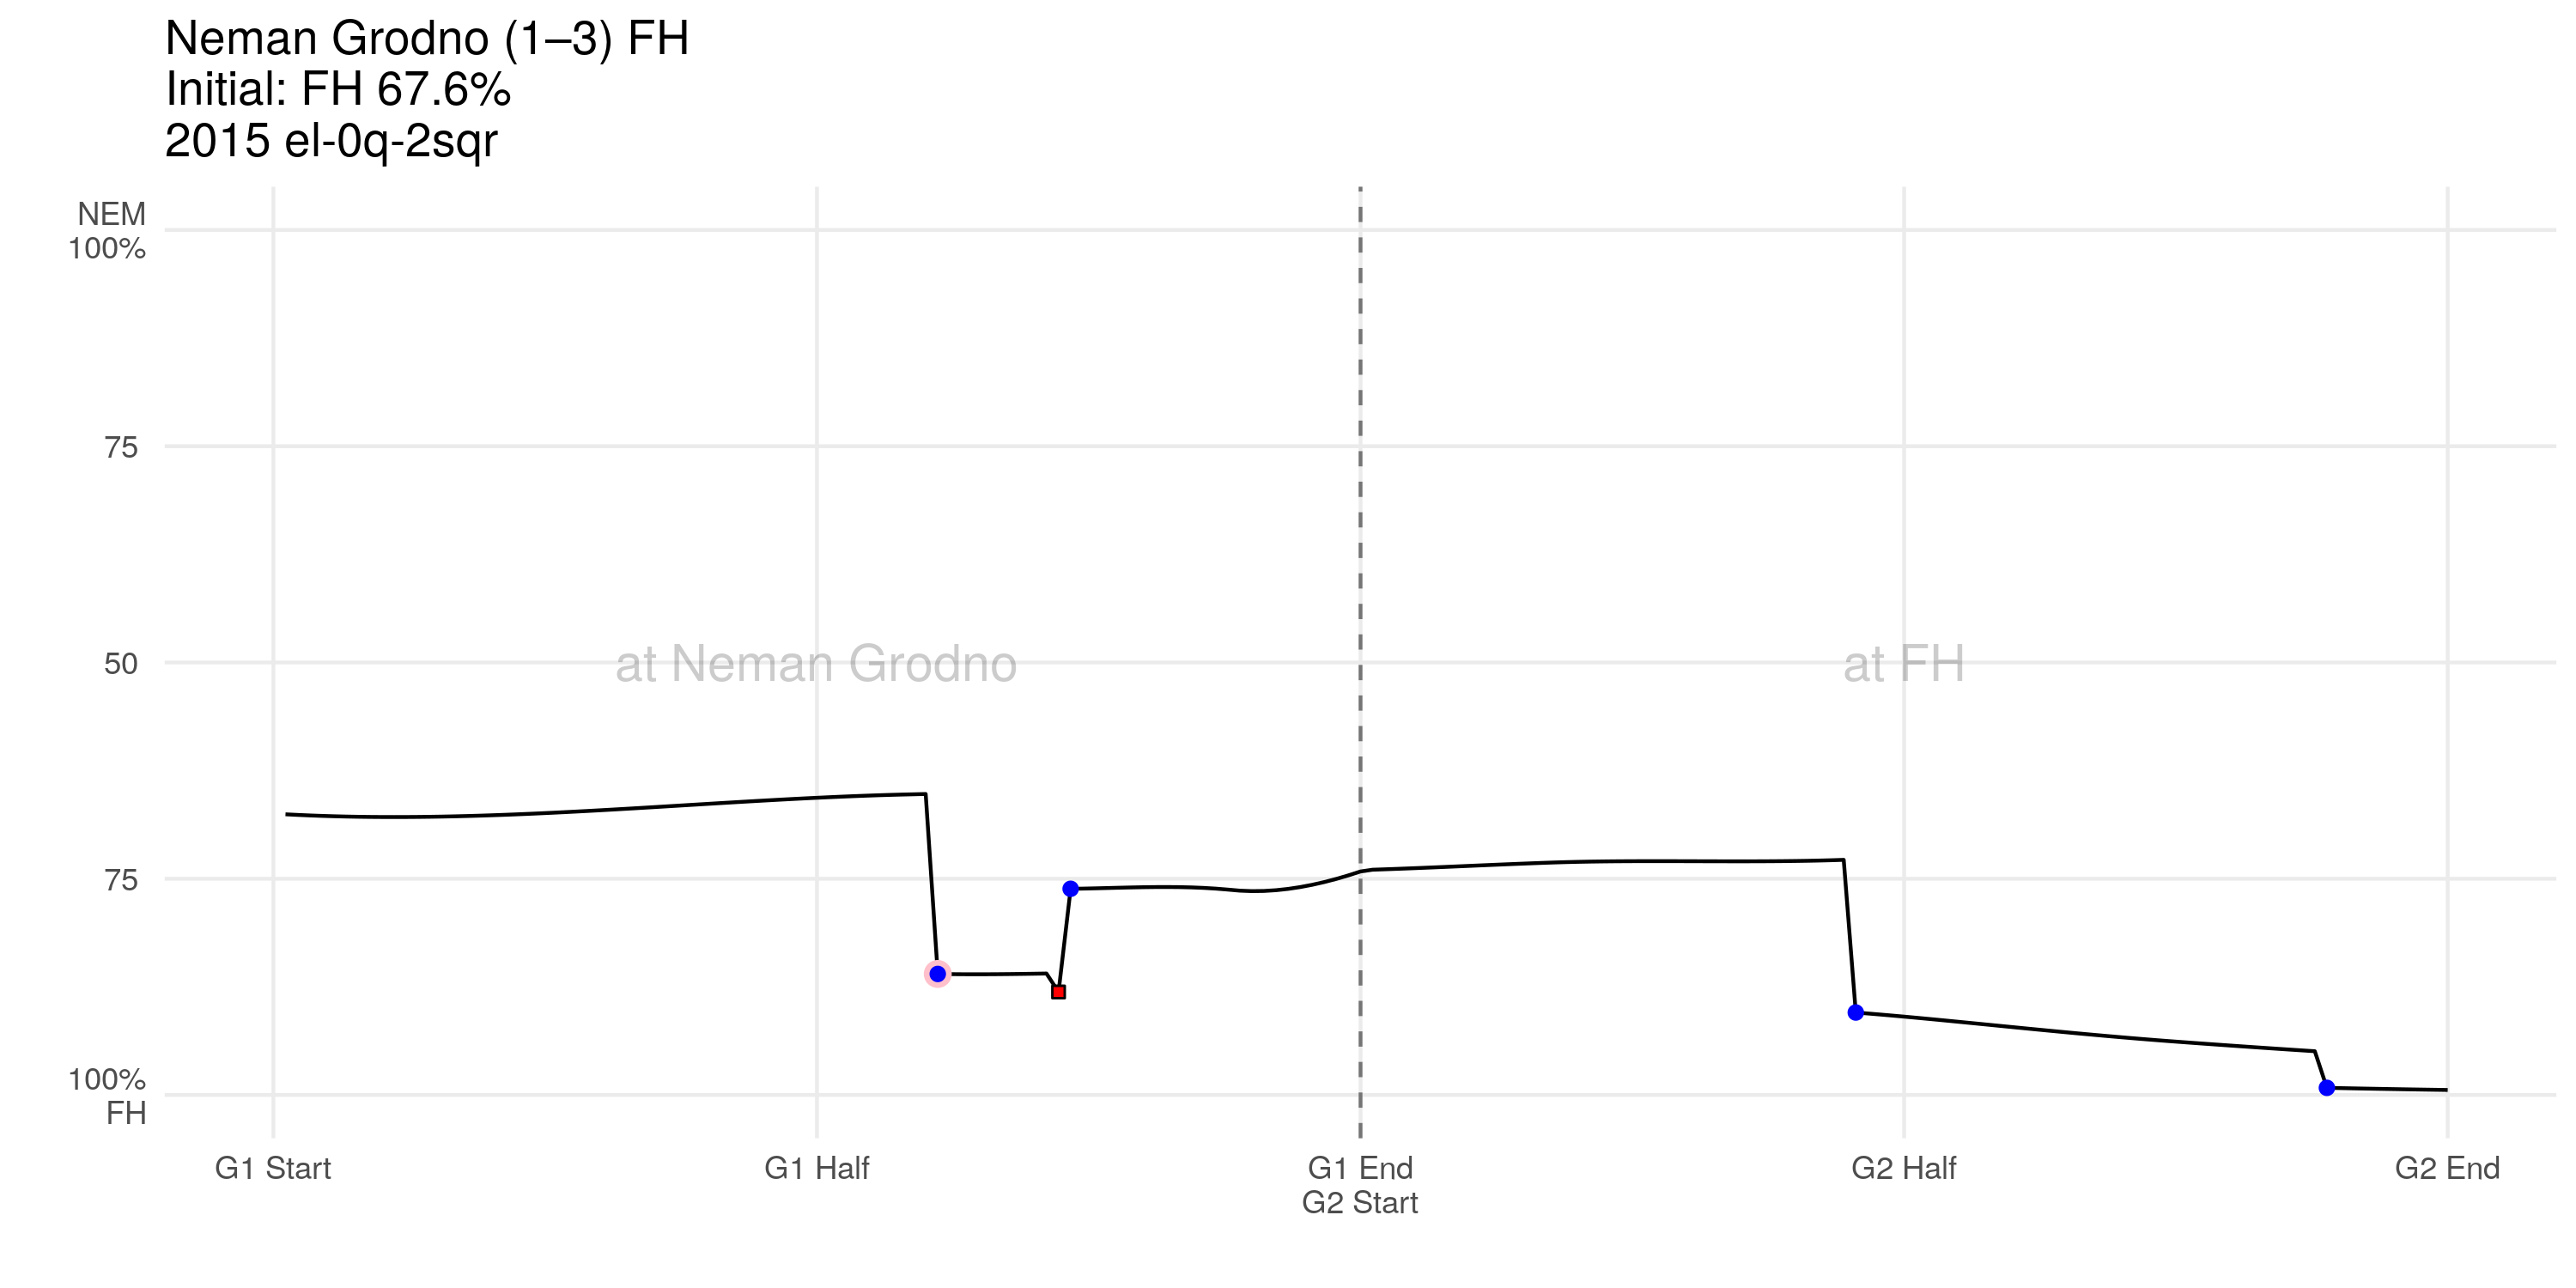 Neman Grodno (1–3) FH
Initial: FH 67.6%
2015 el-0q-2sqr
NEM
100%
75
50
75
100%
FH
at Neman Grodno
at FH
G1 Start
G1 Half
G1 End
G2 Start
G2 Half
G2 End